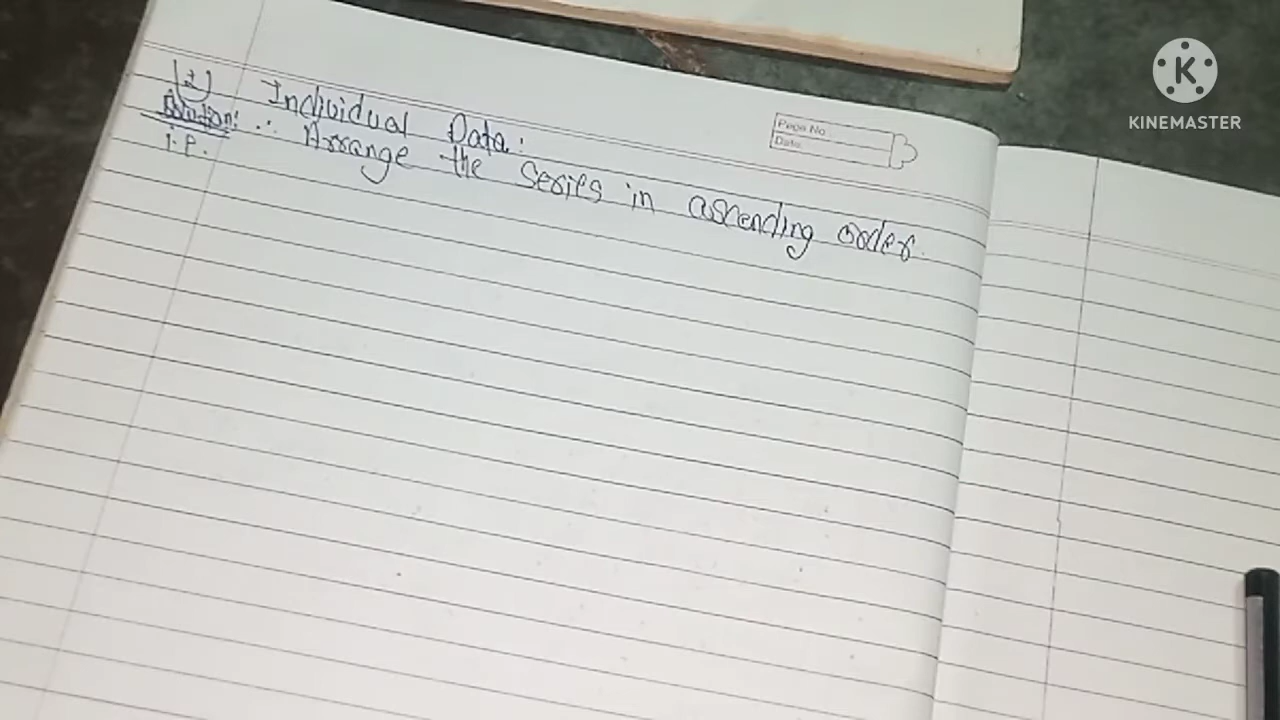 Individual Data:
Solution: ∴ Arrange the series in ascending order.
i.e.
Page No
Date:
KINEMASTER